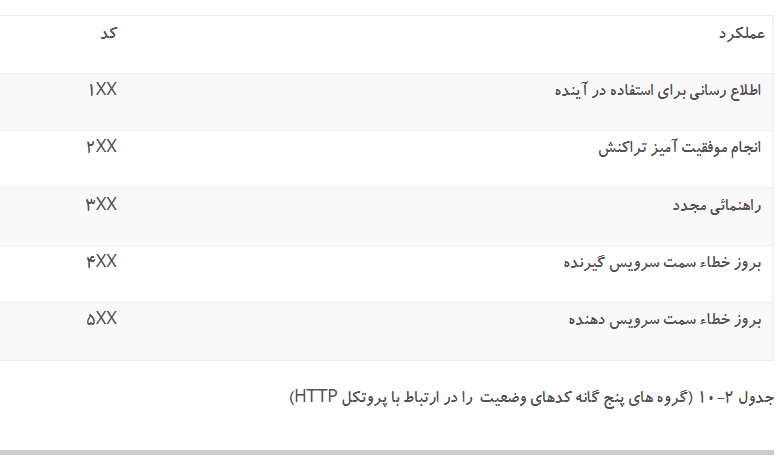 عملکرد کد
اطلاع رسانی برای استفاده در آینده ۱XX
انجام موفقیت آمیز تراکنش ۲XX
راهنمائی مجدد ۳XX
بروز خطاء سمت سرویس گیرنده ۴XX
بروز خطاء سمت سرویس دهنده ۵XX
جدول ۲-۱۰ (گروه های پنج گانه کدهای وضعیت را در ارتباط با پروتکل HTTP)